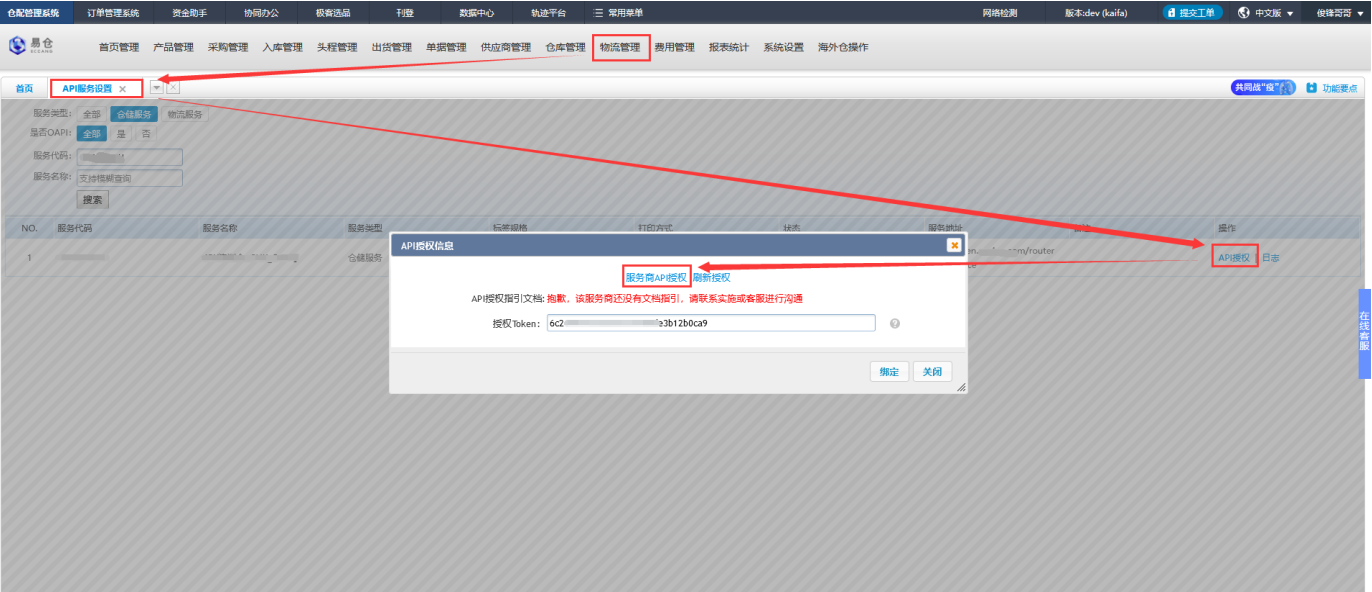 仓配管理系统 订单管理系统 资金助手 协同办公 极客选品 刊登 数据中心 轨迹平台 常用菜单 网络检测 版本:dev (kaifa) 提交工单 中文版 俊锋哥哥
易仓 ECCANG 首页管理 产品管理 采购管理 入库管理 头程管理 出货管理 单据管理 供应商管理 仓库管理 物流管理 费用管理 报表统计 系统设置 海外仓操作
首页 API服务设置 共同战“疫” 功能要点
服务类型: 全部 仓储服务 物流服务
是否OAPI: 全部 是 否
服务代码:
服务名称: 支持模糊查询
搜索
NO. 服务代码 服务名称 服务类型 标签规格 打印方式 状态 服务地址 操作
1 仓储服务 .com/router API授权 | 日志
API授权信息
服务商API授权 刷新授权
API授权指引文档: 抱歉，该服务商还没有文档指引，请联系实施或客服进行沟通
授权Token: 6c2 e3b12b0ca9
绑定 关闭
在线客服